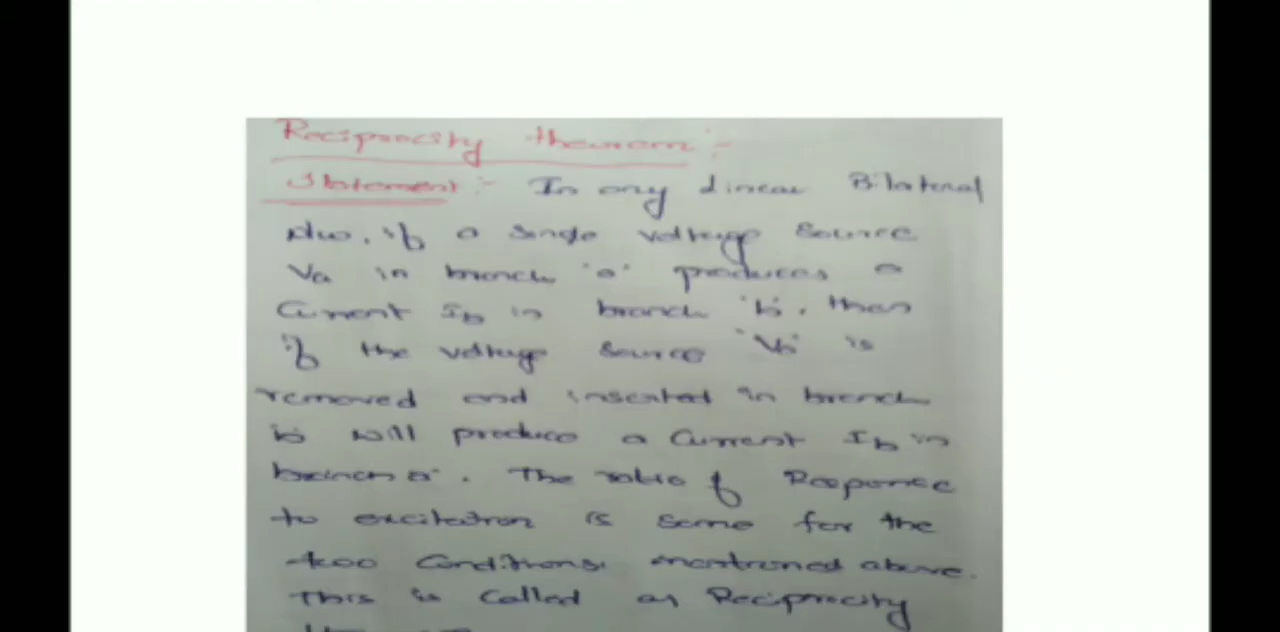 Reciprocity theorem :-
Statement :- In any Linear Bilateral
N/w, if a single voltage source
Va in branch 'a' produces a
Current Ib in branch 'b', then
if the voltage source is
removed and inserted in branch
'b' will produce a Current Ib in
branch 'a'. The ratio of Response
to excitation is same for the
two Conditions mentioned above.
This is Called as Reciprocity